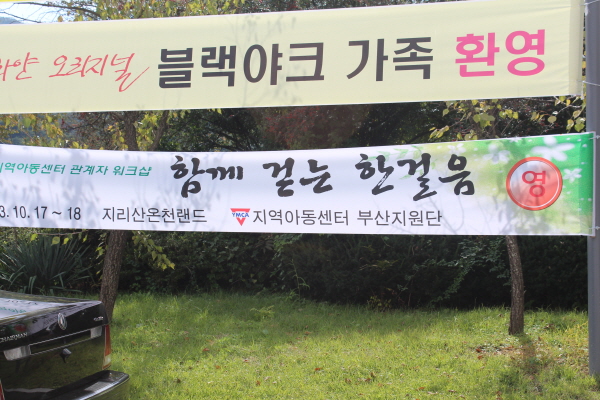 오리지널 블랙야크 가족 환영
지역아동센터 관계자 워크샵 함께 걷는 한걸음 영
3.10.17~18 지리산온천랜드 YMCA 지역아동센터 부산지원단
CHAIRMAN